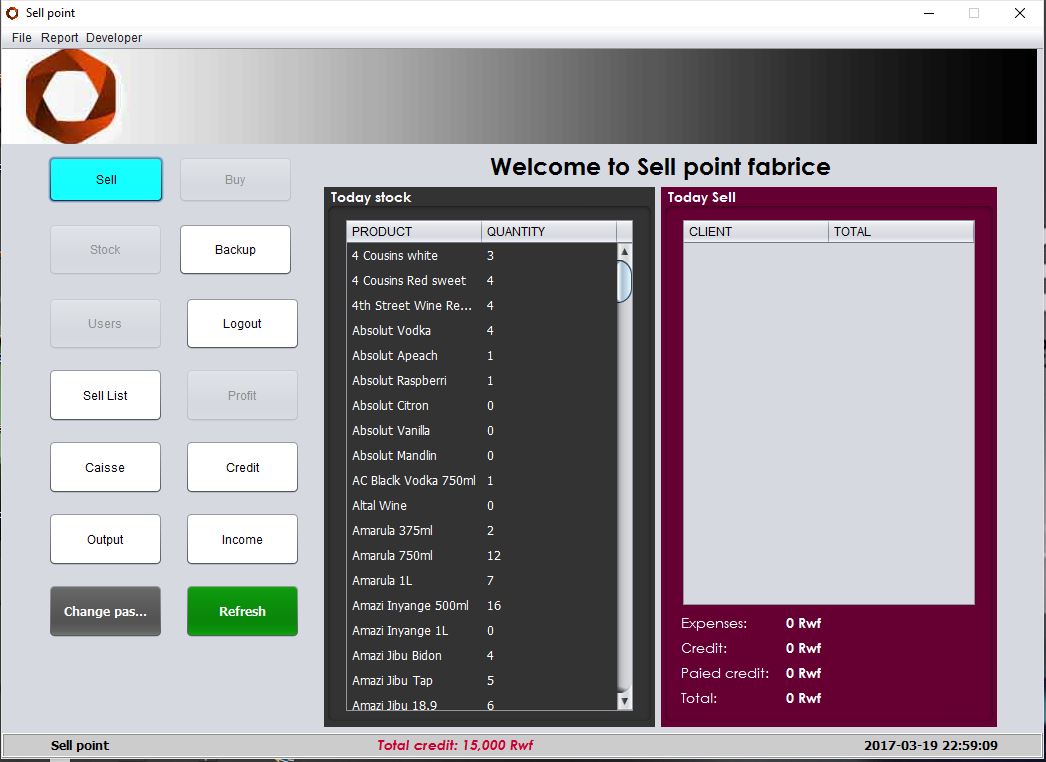 Sell point
File Report Developer
Welcome to Sell point fabrice
Sell Buy
Stock Backup
Users Logout
Sell List Profit
Caisse Credit
Output Income
Change pas... Refresh
Today stock
PRODUCT QUANTITY
4 Cousins white 3
4 Cousins Red sweet 4
4th Street Wine Re... 4
Absolut Vodka 4
Absolut Apeach 1
Absolut Raspberri 1
Absolut Citron 0
Absolut Vanilla 0
Absolut Mandlin 0
AC Blaclk Vodka 750ml 1
Altal Wine 0
Amarula 375ml 2
Amarula 750ml 12
Amarula 1L 7
Amazi Inyange 500ml 16
Amazi Inyange 1L 0
Amazi Jibu Bidon 4
Amazi Jibu Tap 5
Amazi Jibu 18.9 6
Today Sell
CLIENT TOTAL
Expenses: 0 Rwf
Credit: 0 Rwf
Paied credit: 0 Rwf
Total: 0 Rwf
Sell point Total credit: 15,000 Rwf 2017-03-19 22:59:09